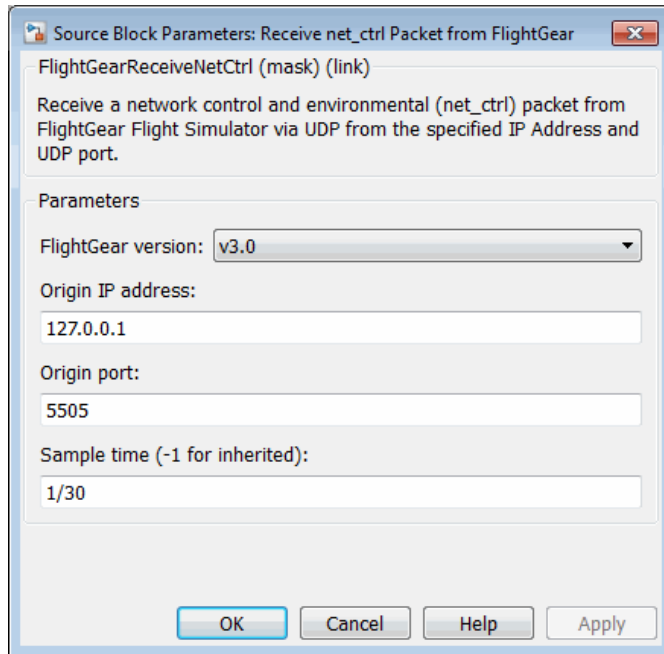 Source Block Parameters: Receive net_ctrl Packet from FlightGear
FlightGearReceiveNetCtrl (mask) (link)
Receive a network control and environmental (net_ctrl) packet from
FlightGear Flight Simulator via UDP from the specified IP Address and
UDP port.
Parameters
FlightGear version: v3.0
Origin IP address:
127.0.0.1
Origin port:
5505
Sample time (-1 for inherited):
1/30
OK Cancel Help Apply